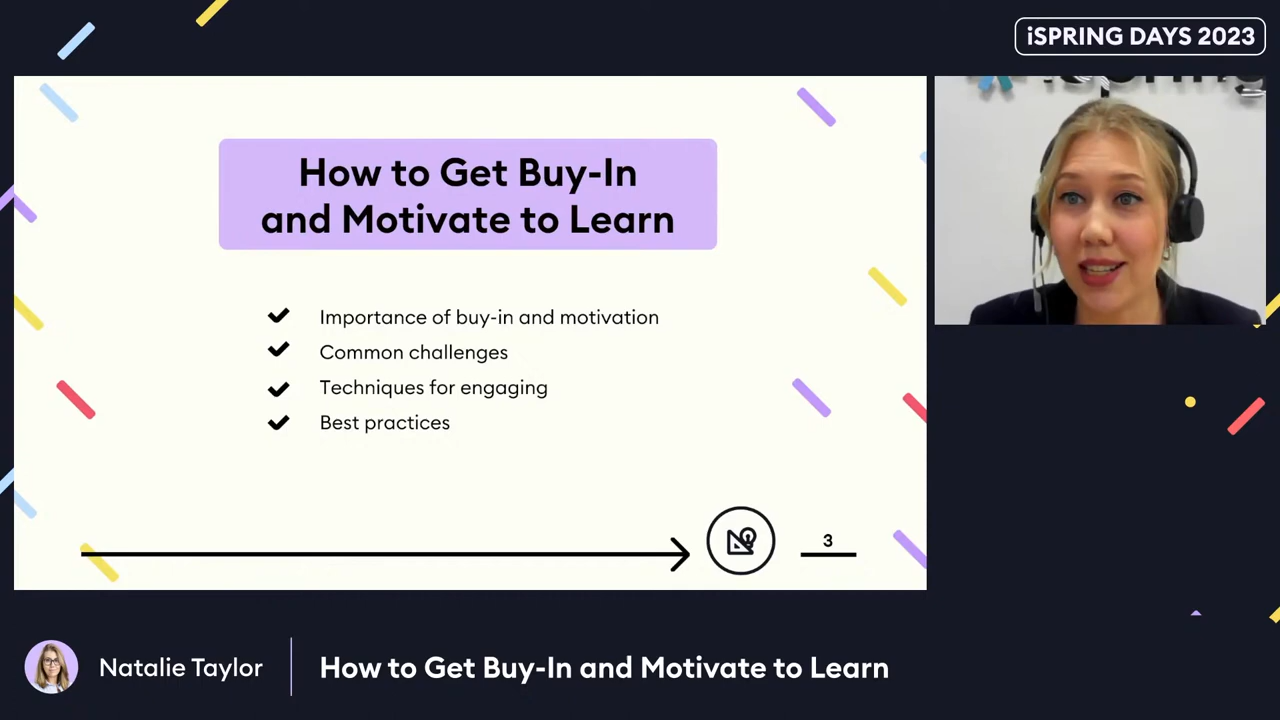 iSPRING DAYS 2023
How to Get Buy-In
and Motivate to Learn
Importance of buy-in and motivation
Common challenges
Techniques for engaging
Best practices
3
Natalie Taylor
How to Get Buy-In and Motivate to Learn